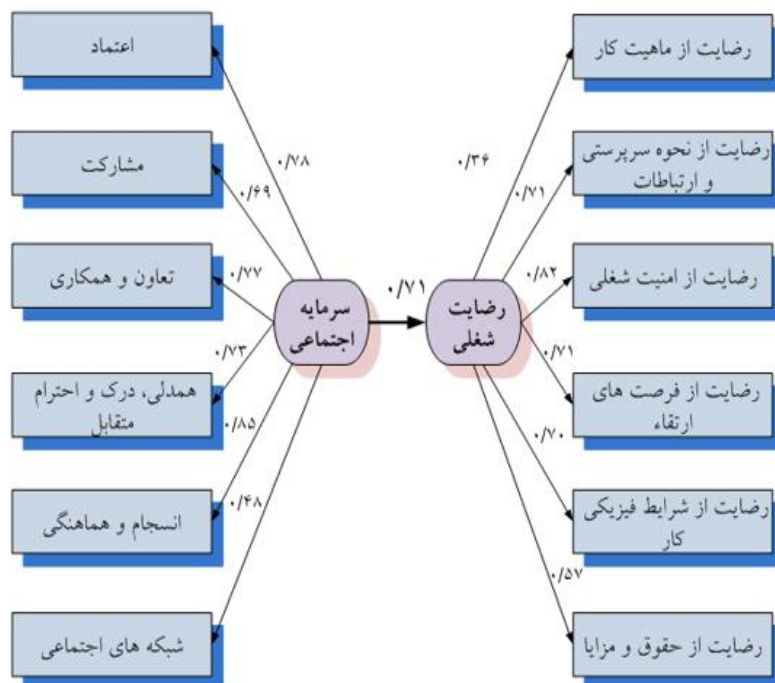 اعتماد
رضایت از ماهیت کار
۰/۷۸
۰/۳۶
مشارکت
رضایت از نحوه سرپرستی
و ارتباطات
۰/۶۹
۰/۷۱
تعاون و همکاری
رضایت از امنیت شغلی
۰/۷۷
۰/۸۲
سرمایه
اجتماعی
۰/۷۱
رضایت
شغلی
۰/۷۳
۰/۷۱
همدلی، درک و احترام
متقابل
رضایت از فرصت های
ارتقاء
۰/۸۵
۰/۷۰
انسجام و هماهنگی
رضایت از شرایط فیزیکی
کار
۰/۴۸
۰/۵۷
شبکه های اجتماعی
رضایت از حقوق و مزایا